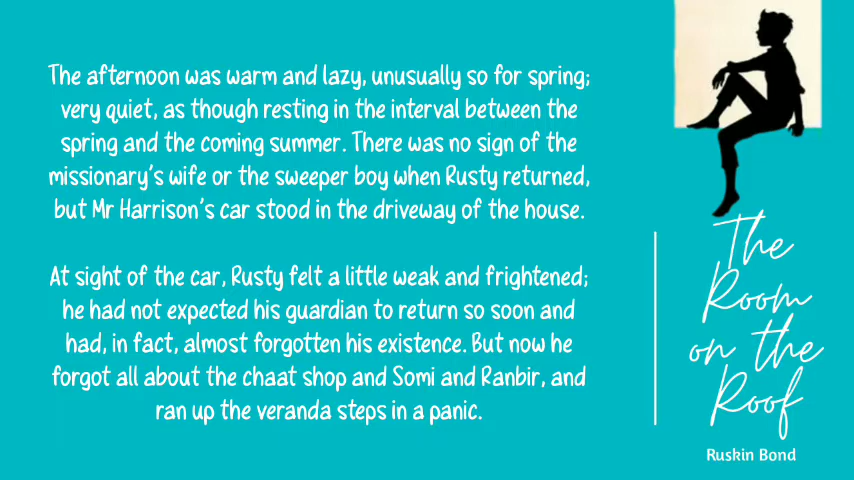 The afternoon was warm and lazy, unusually so for spring;
very quiet, as though resting in the interval between the
spring and the coming summer. There was no sign of the
missionary's wife or the sweeper boy when Rusty returned,
but Mr Harrison's car stood in the driveway of the house.
At sight of the car, Rusty felt a little weak and frightened;
he had not expected his guardian to return so soon and
had, in fact, almost forgotten his existence. But now he
forgot all about the chaat shop and Somi and Ranbir, and
ran up the veranda steps in a panic.
The
Room
on the
Roof
Ruskin Bond